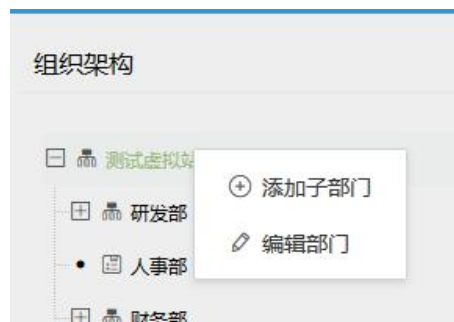 组织架构
测试虚拟站
添加子部门
研发部
编辑部门
人事部
财务部